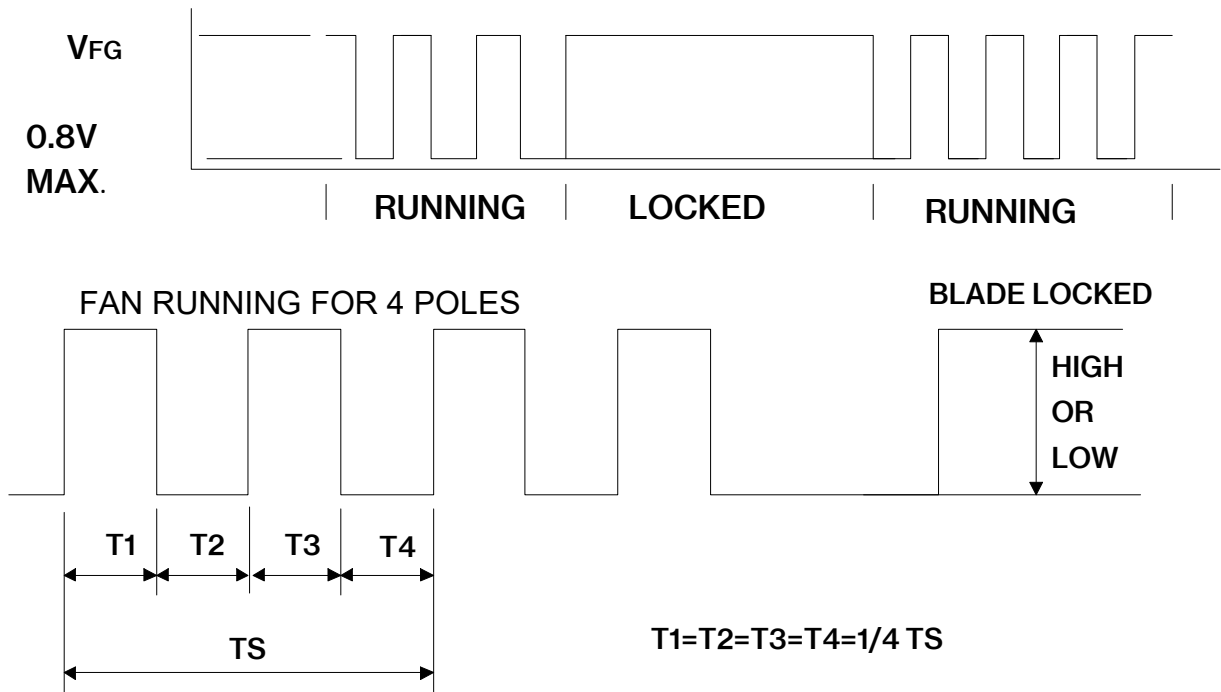 VFG
0.8V
MAX.
RUNNING LOCKED RUNNING
FAN RUNNING FOR 4 POLES
BLADE LOCKED
HIGH
OR
LOW
T1 T2 T3 T4
TS
T1=T2=T3=T4=1/4 TS